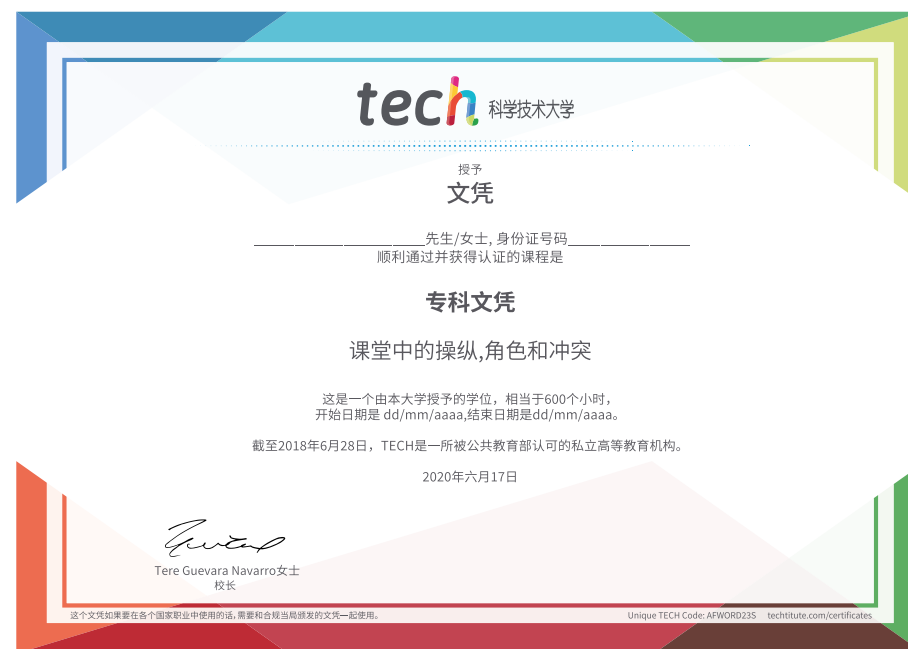 tech 科学技术大学
授予
文凭
先生/女士, 身份证号码
顺利通过并获得认证的课程是
专科文凭
课堂中的操纵,角色和冲突
这是一个由本大学授予的学位，相当于600个小时，
开始日期是 dd/mm/aaaa,结束日期是dd/mm/aaaa。
截至2018年6月28日，TECH是一所被公共教育部认可的私立高等教育机构。
2020年六月17日
Tere Guevara Navarro女士
校长
这个文凭如果要在各个国家职业中使用的话,需要和合规当局颁发的文凭一起使用。
Unique TECH Code: AFWORD23S techtitute.com/certificates